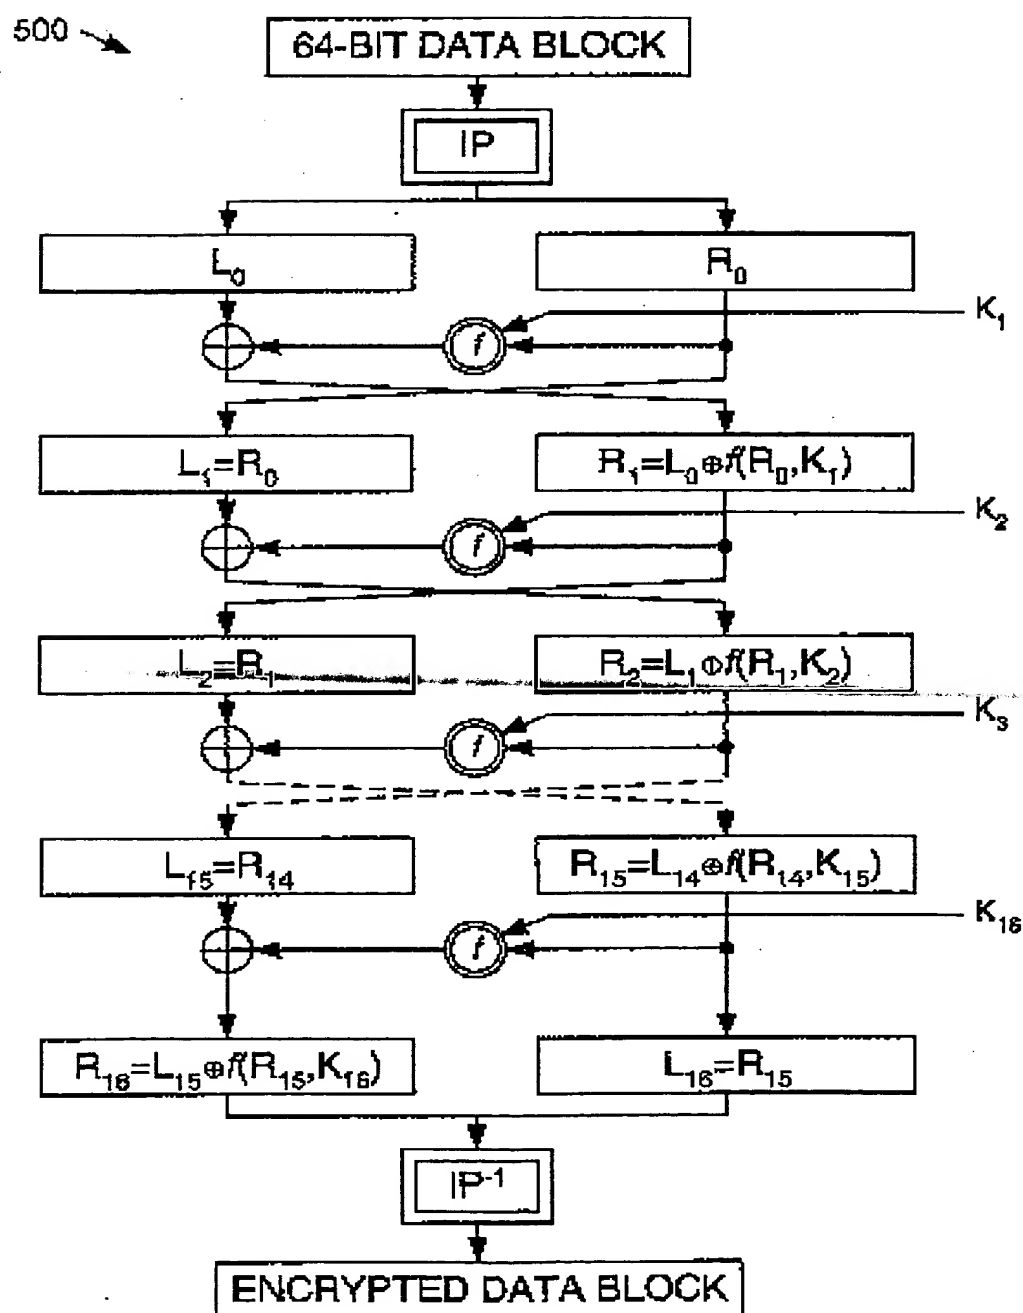 500
64-BIT DATA BLOCK
IP
L₀
R₀
K₁
f
L₁=R₀
R₁=L₀⊕f(R₀,K₁)
K₂
f
L₂=R₁
R₂=L₁⊕f(R₁,K₂)
K₃
f
L₁₅=R₁₄
R₁₅=L₁₄⊕f(R₁₄,K₁₅)
K₁₆
f
R₁₆=L₁₅⊕f(R₁₅,K₁₆)
L₁₆=R₁₅
IP⁻¹
ENCRYPTED DATA BLOCK